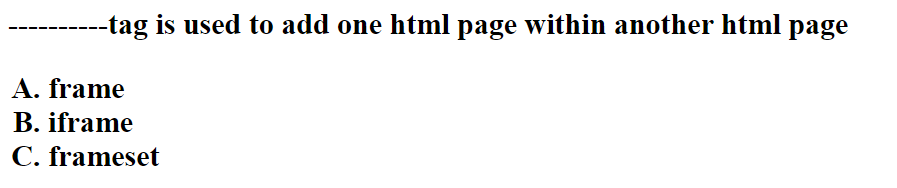 ----------tag is used to add one html page within another html page
A. frame
B. iframe
C. frameset